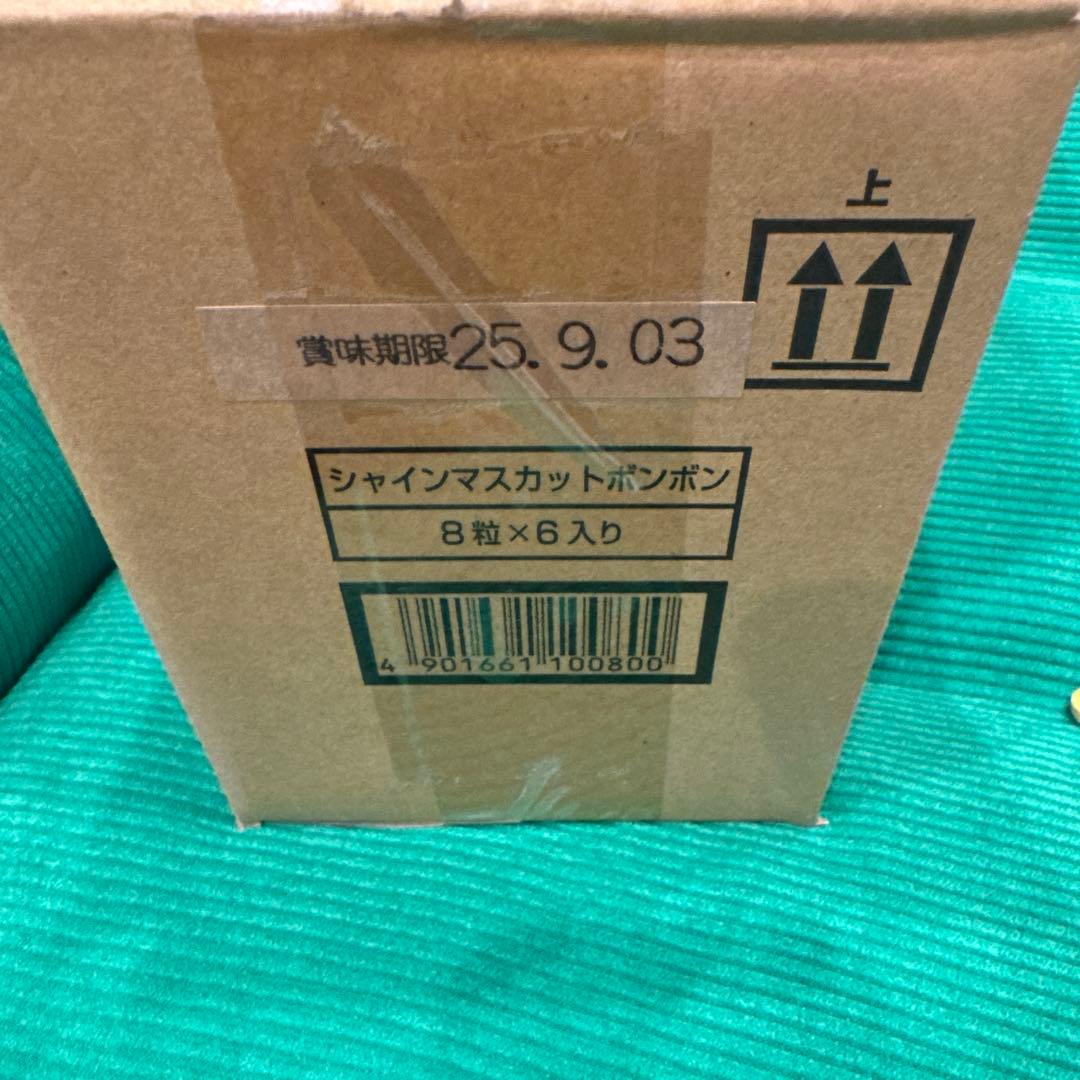 上
賞味期限25.9.03
シャインマスカットボンボン
8粒×6入り
4 901661 100800